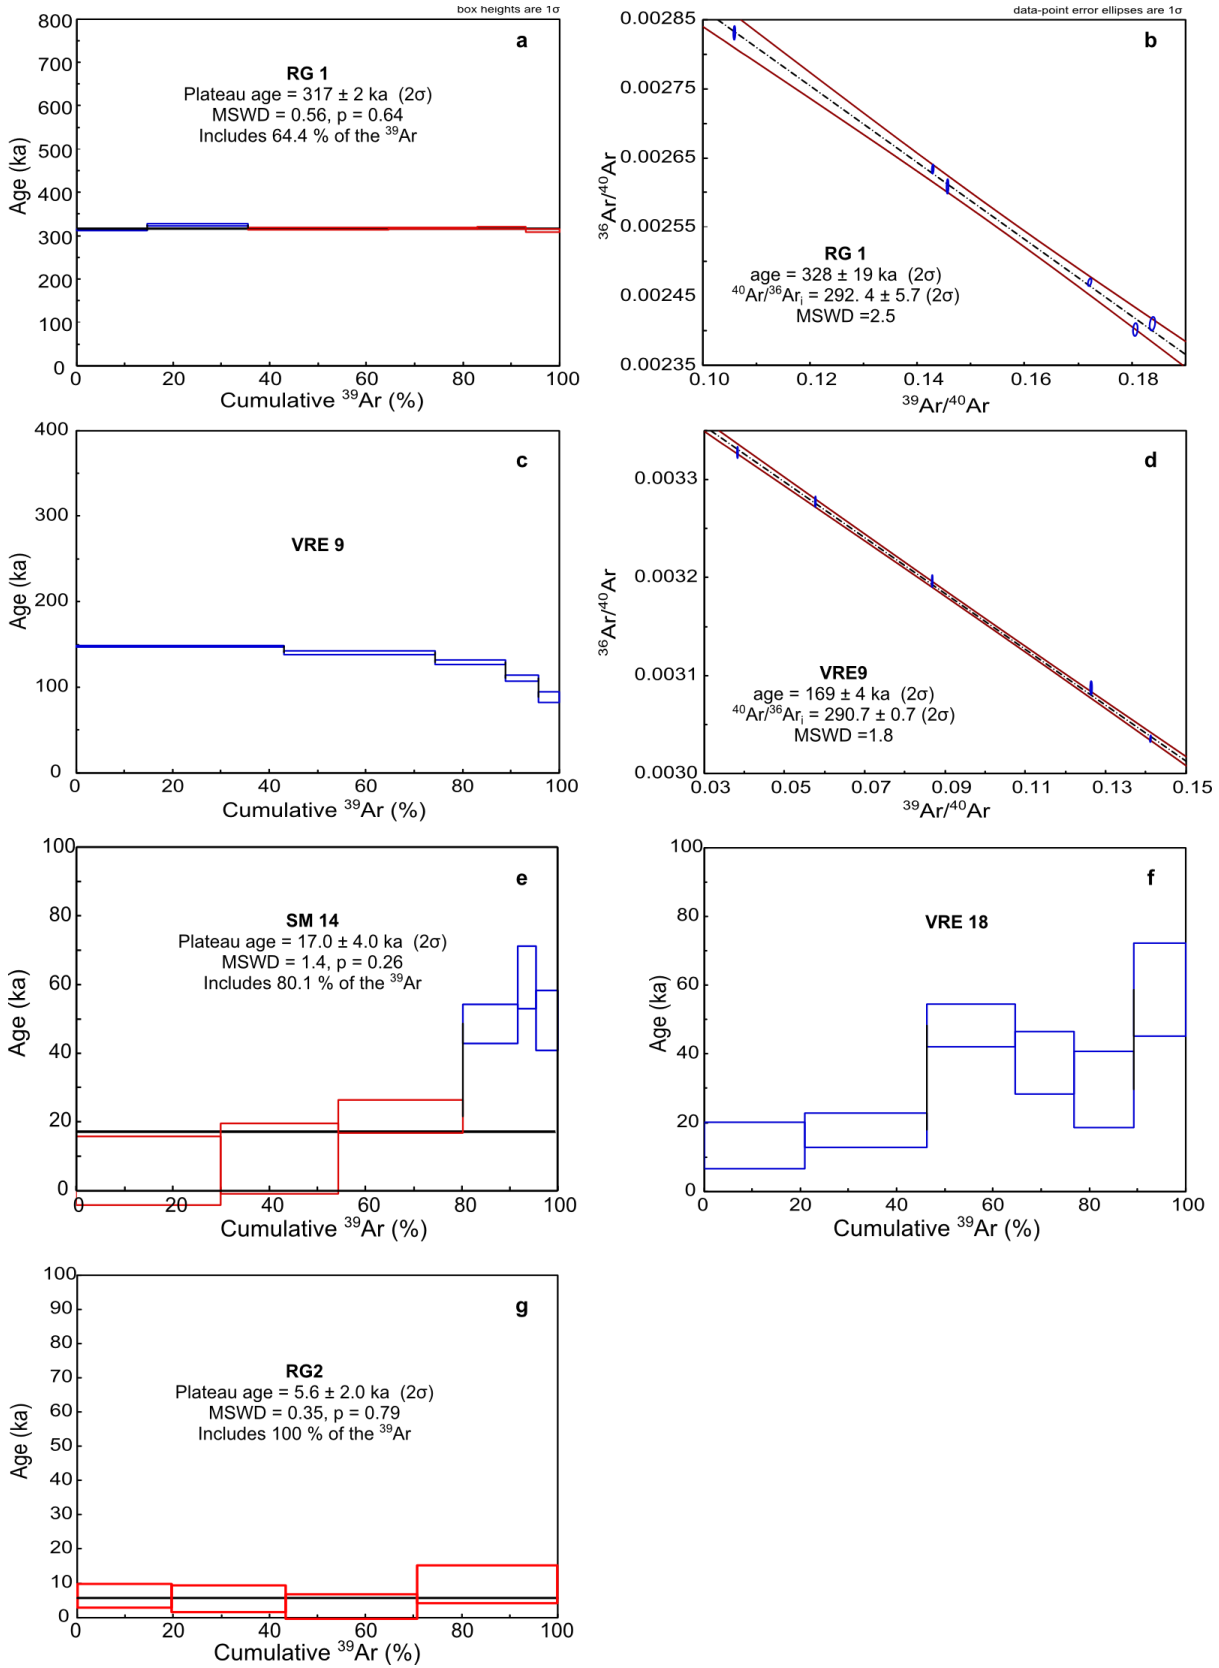 box heights are 1σ
a
RG 1
Plateau age = 317 ± 2 ka (2σ)
MSWD = 0.56, p = 0.64
Includes 64.4 % of the ³⁹Ar
Age (ka)
800
700
600
500
400
300
200
100
0
0 20 40 60 80 100
Cumulative ³⁹Ar (%)
data-point error ellipses are 1σ
b
RG 1
age = 328 ± 19 ka (2σ)
⁴⁰Ar/³⁶Arᵢ = 292. 4 ± 5.7 (2σ)
MSWD =2.5
³⁶Ar/⁴⁰Ar
0.00285
0.00275
0.00265
0.00255
0.00245
0.00235
0.10 0.12 0.14 0.16 0.18
³⁹Ar/⁴⁰Ar
c
VRE 9
Age (ka)
400
300
200
100
0
0 20 40 60 80 100
Cumulative ³⁹Ar (%)
d
VRE9
age = 169 ± 4 ka (2σ)
⁴⁰Ar/³⁶Arᵢ = 290.7 ± 0.7 (2σ)
MSWD =1.8
³⁶Ar/⁴⁰Ar
0.0033
0.0032
0.0031
0.0030
0.03 0.05 0.07 0.09 0.11 0.13 0.15
³⁹Ar/⁴⁰Ar
e
SM 14
Plateau age = 17.0 ± 4.0 ka (2σ)
MSWD = 1.4, p = 0.26
Includes 80.1 % of the ³⁹Ar
Age (ka)
100
80
60
40
20
0
0 20 40 60 80 100
Cumulative ³⁹Ar (%)
f
VRE 18
Age (ka)
100
80
60
40
20
0
0 20 40 60 80 100
Cumulative ³⁹Ar (%)
g
RG2
Plateau age = 5.6 ± 2.0 ka (2σ)
MSWD = 0.35, p = 0.79
Includes 100 % of the ³⁹Ar
Age (ka)
100
90
80
70
60
50
40
30
20
10
0
0 20 40 60 80 100
Cumulative ³⁹Ar (%)